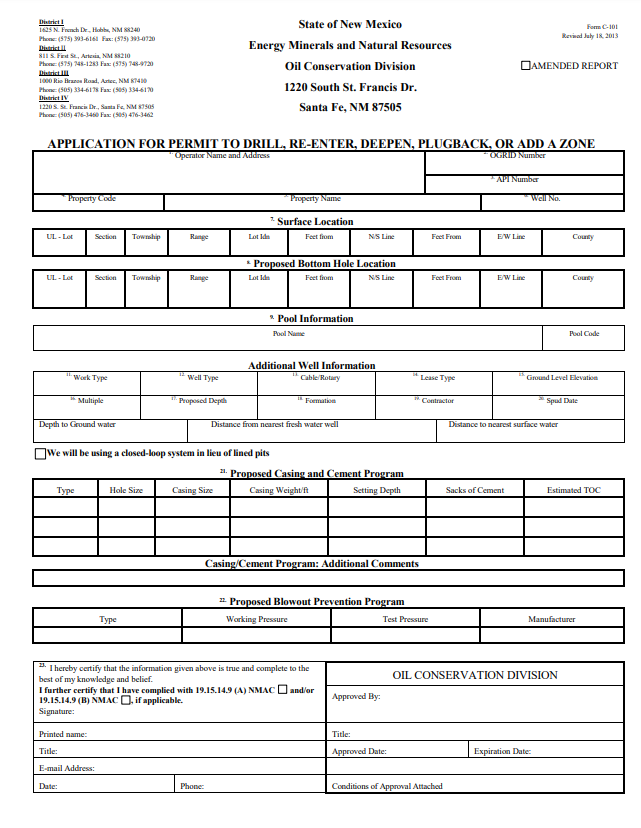 District I
1625 N. French Dr., Hobbs, NM 88240
Phone: (575) 393-6161 Fax: (575) 393-0720
District II
811 S. First St., Artesia, NM 88210
Phone: (575) 748-1283 Fax: (575) 748-9720
District III
1000 Rio Brazos Road, Aztec, NM 87410
Phone: (505) 334-6178 Fax: (505) 334-6170
District IV
1220 S. St. Francis Dr., Santa Fe, NM 87505
Phone: (505) 476-3460 Fax: (505) 476-3462
State of New Mexico
Energy Minerals and Natural Resources
Oil Conservation Division
1220 South St. Francis Dr.
Santa Fe, NM 87505
Form C-101
Revised July 18, 2013
AMENDED REPORT
APPLICATION FOR PERMIT TO DRILL, RE-ENTER, DEEPEN, PLUGBACK, OR ADD A ZONE
Operator Name and Address
OGRID Number
API Number
Property Code
Property Name
Well No.
7. Surface Location
UL - Lot Section Township Range Lot Idn Feet from N/S Line Feet From E/W Line County
8. Proposed Bottom Hole Location
UL - Lot Section Township Range Lot Idn Feet from N/S Line Feet From E/W Line County
9. Pool Information
Pool Name Pool Code
Additional Well Information
11. Work Type 12. Well Type 13. Cable/Rotary 14. Lease Type 15. Ground Level Elevation
16. Multiple 17. Proposed Depth 18. Formation 19. Contractor 20. Spud Date
Depth to Ground water Distance from nearest fresh water well Distance to nearest surface water
We will be using a closed-loop system in lieu of lined pits
21. Proposed Casing and Cement Program
Type Hole Size Casing Size Casing Weight/ft Setting Depth Sacks of Cement Estimated TOC
Casing/Cement Program: Additional Comments
22. Proposed Blowout Prevention Program
Type Working Pressure Test Pressure Manufacturer
23. I hereby certify that the information given above is true and complete to the
best of my knowledge and belief.
I further certify that I have complied with 19.15.14.9 (A) NMAC and/or
19.15.14.9 (B) NMAC , if applicable.
Signature:
Printed name:
Title:
E-mail Address:
Date: Phone:
OIL CONSERVATION DIVISION
Approved By:
Title:
Approved Date: Expiration Date:
Conditions of Approval Attached